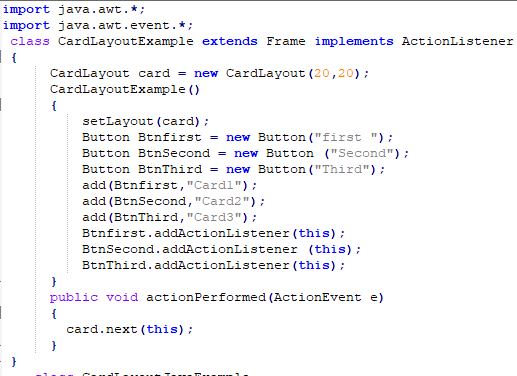 import java.awt.*;
import java.awt.event.*;
class CardLayoutExample extends Frame implements ActionListener
{
CardLayout card = new CardLayout(20,20);
CardLayoutExample()
{
setLayout(card);
Button Btnfirst = new Button("first ");
Button BtnSecond = new Button ("Second");
Button BtnThird = new Button("Third");
add(Btnfirst,"Card1");
add(BtnSecond,"Card2");
add(BtnThird,"Card3");
Btnfirst.addActionListener(this);
BtnSecond.addActionListener (this);
BtnThird.addActionListener(this);
}
public void actionPerformed(ActionEvent e)
{
card.next(this);
}
}
class CardLayoutJavaExample